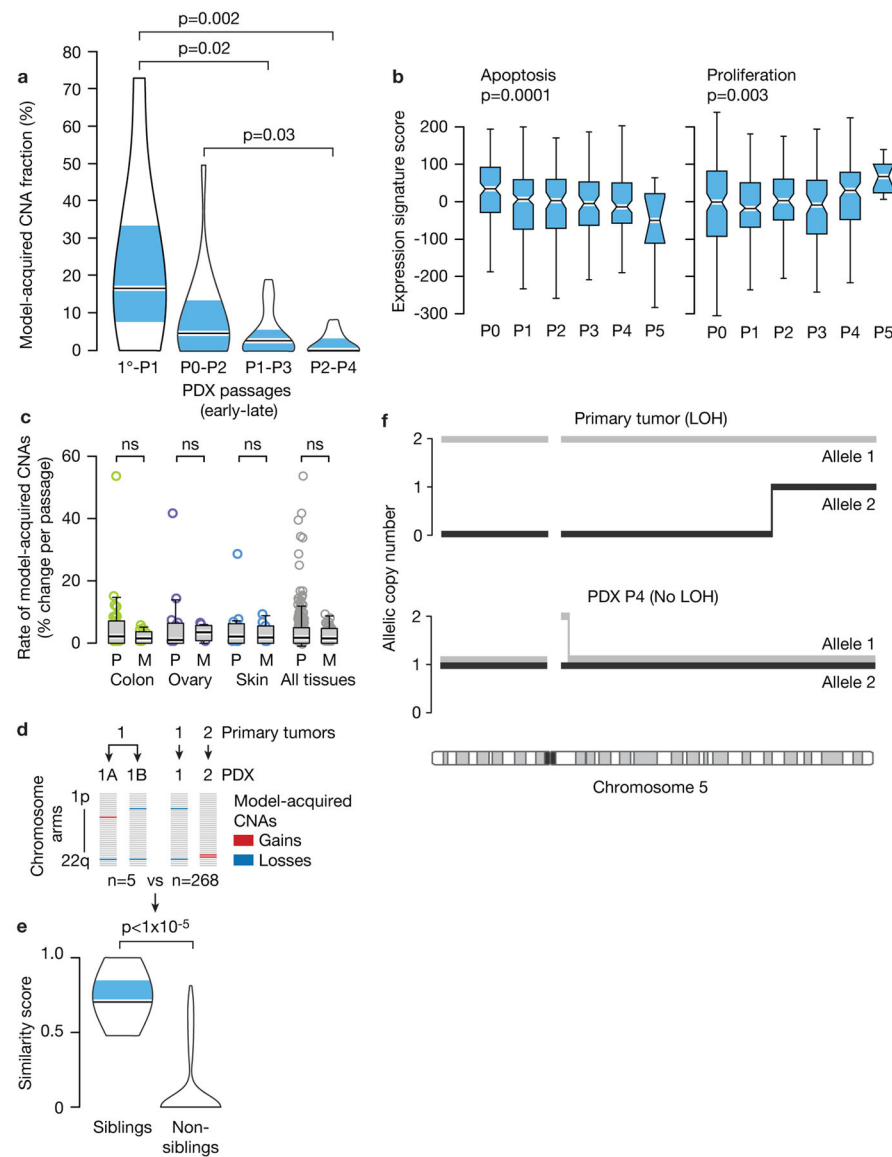 a
p=0.002
p=0.02
p=0.03
Model-acquired CNA fraction (%)
80
70
60
50
40
30
20
10
0
1°-P1 P0-P2 P1-P3 P2-P4
PDX passages
(early-late)
b
Apoptosis
p=0.0001
Proliferation
p=0.003
Expression signature score
200
100
0
-100
-200
-300
P0 P1 P2 P3 P4 P5
P0 P1 P2 P3 P4 P5
c
Rate of model-acquired CNAs
(% change per passage)
60
40
20
0
ns ns ns ns
P M P M P M P M
Colon Ovary Skin All tissues
d
1 1 2 Primary tumors
1A 1B 1 2 PDX
Chromosome
arms
1p
22q
Model-acquired
CNAs
Gains
Losses
n=5 vs n=268
e
p<1x10-5
Similarity score
1.0
0.5
0
Siblings Non-
siblings
f
Primary tumor (LOH)
Allelic copy number
2
1
0
Allele 1
Allele 2
PDX P4 (No LOH)
2
1
0
Allele 1
Allele 2
Chromosome 5